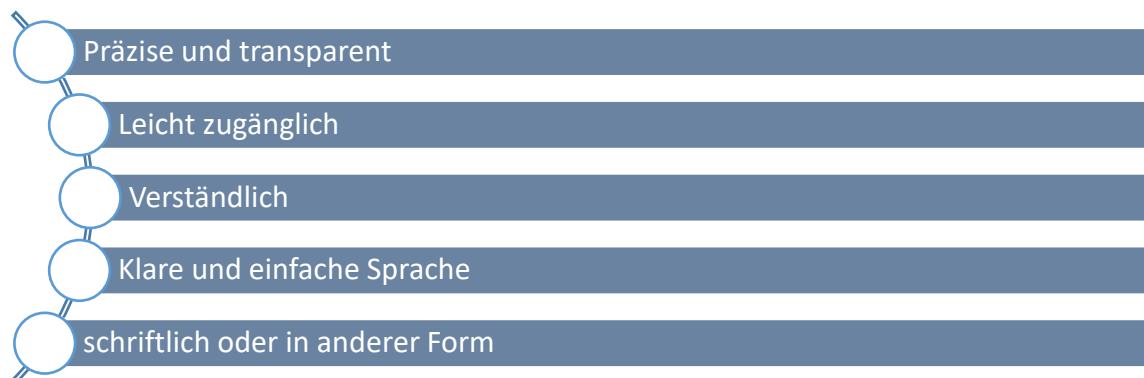 Präzise und transparent
Leicht zugänglich
Verständlich
Klare und einfache Sprache
schriftlich oder in anderer Form